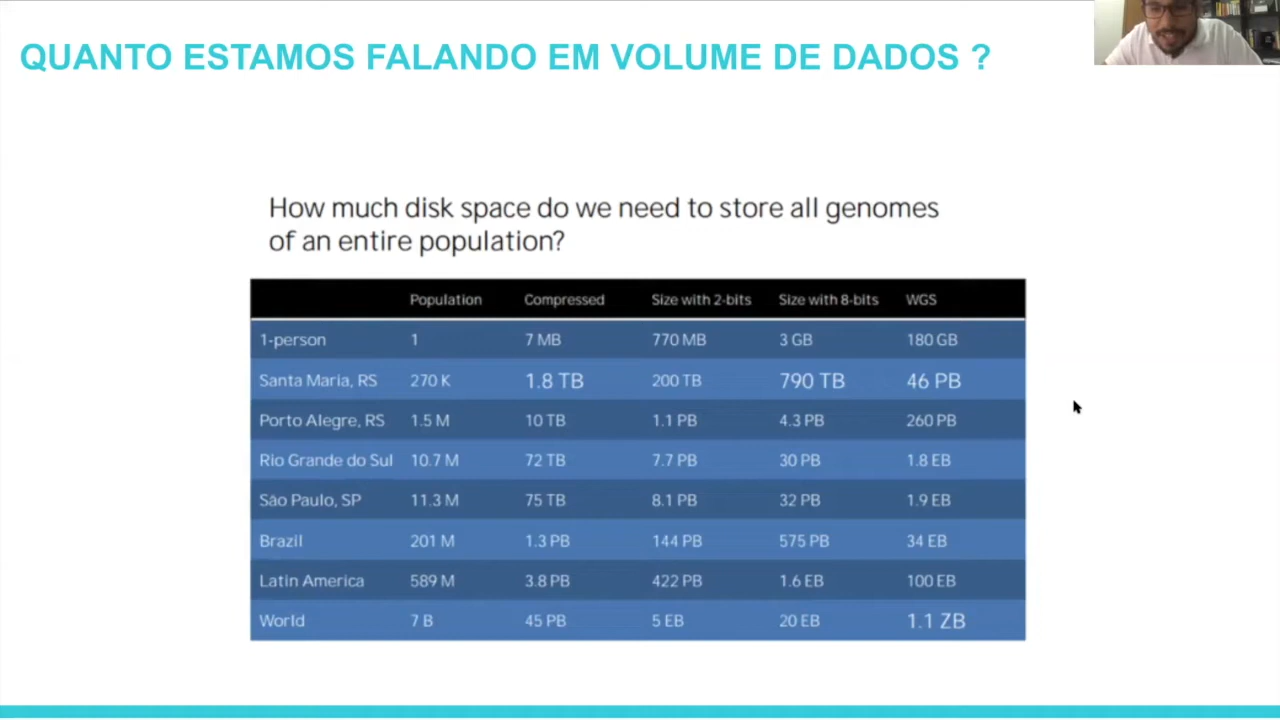 QUANTO ESTAMOS FALANDO EM VOLUME DE DADOS ?
How much disk space do we need to store all genomes
of an entire population?
Population Compressed Size with 2-bits Size with 8-bits WGS
1-person 1 7 MB 770 MB 3 GB 180 GB
Santa Maria, RS 270 K 1.8 TB 200 TB 790 TB 46 PB
Porto Alegre, RS 1.5 M 10 TB 1.1 PB 4.3 PB 260 PB
Rio Grande do Sul 10.7 M 72 TB 7.7 PB 30 PB 1.8 EB
São Paulo, SP 11.3 M 75 TB 8.1 PB 32 PB 1.9 EB
Brazil 201 M 1.3 PB 144 PB 575 PB 34 EB
Latin America 589 M 3.8 PB 422 PB 1.6 EB 100 EB
World 7 B 45 PB 5 EB 20 EB 1.1 ZB